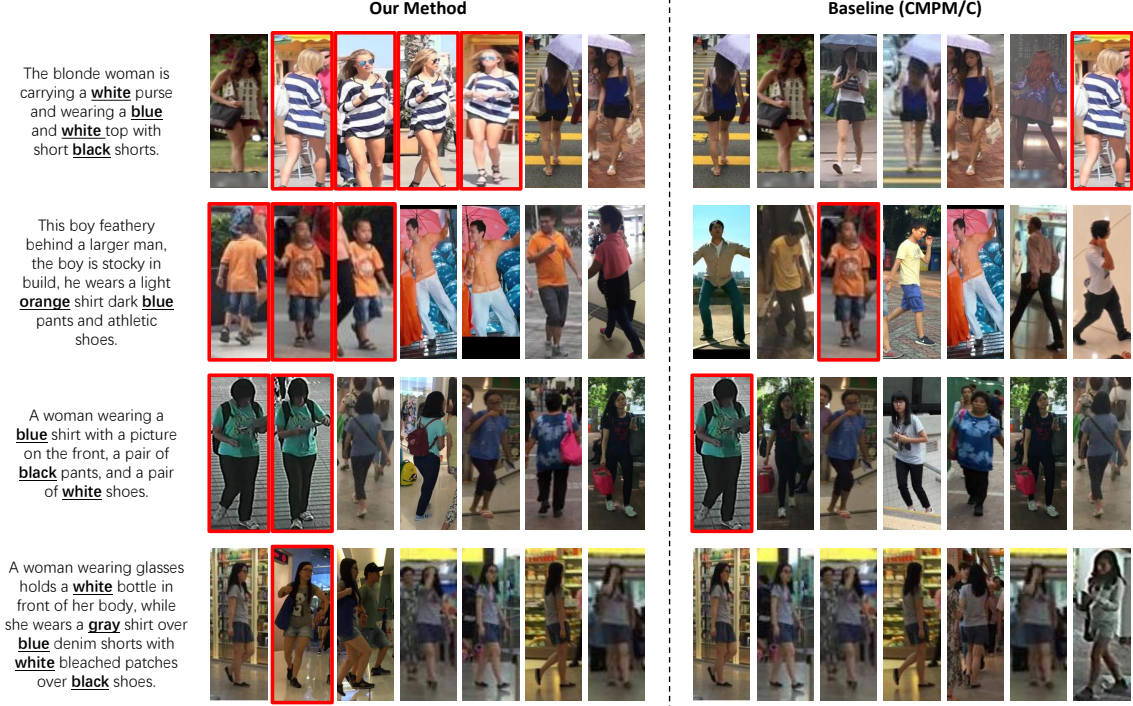 Our Method
Baseline (CMPM/C)
The blonde woman is
carrying a white purse
and wearing a blue
and white top with
short black shorts.
This boy feathery
behind a larger man,
the boy is stocky in
build, he wears a light
orange shirt dark blue
pants and athletic
shoes.
A woman wearing a
blue shirt with a picture
on the front, a pair of
black pants, and a pair
of white shoes.
A woman wearing glasses
holds a white bottle in
front of her body, while
she wears a gray shirt over
blue denim shorts with
white bleached patches
over black shoes.